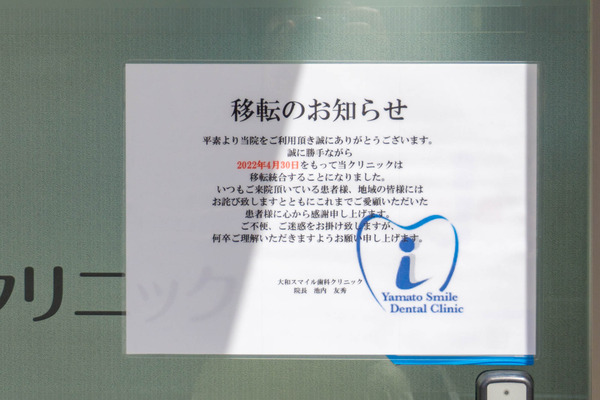 移転のお知らせ
平素より当院をご利用頂き誠にありがとうございます。
誠に勝手ながら
2022年4月30日をもって当クリニックは
移転統合することになりました。
いつもご来院頂いている患者様、地域の皆様には
お詫び致しますとともにこれまでご愛顧いただいた
患者様に心から感謝申し上げます。
ご不便、ご迷惑をお掛け致しますが、
何卒ご理解いただきますようお願い申し上げます。
大和スマイル歯科クリニック
院長 池内 友秀
Yamato Smile
Dental Clinic
クリニック